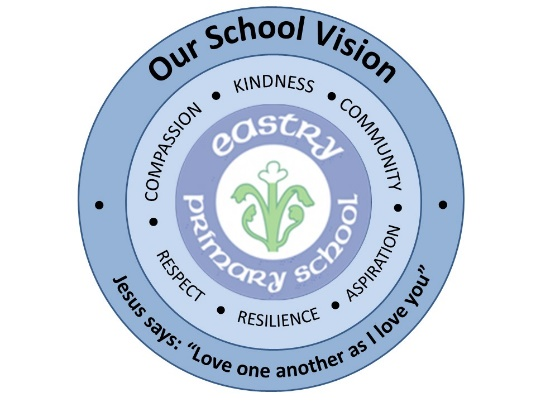 Our School Vision
KINDNESS
COMMUNITY
ASPIRATION
RESILIENCE
RESPECT
COMPASSION
eastry
primary school
Jesus says: “Love one another as I love you”